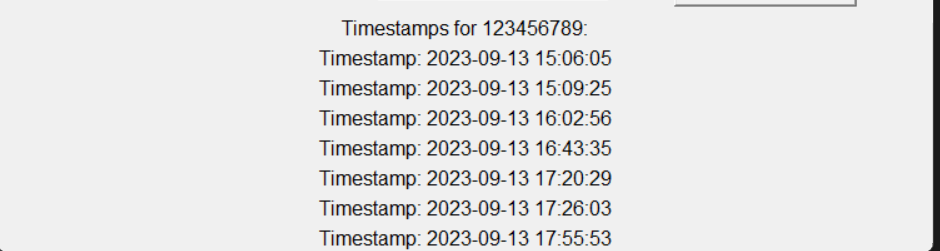 Timestamps for 123456789:
Timestamp: 2023-09-13 15:06:05
Timestamp: 2023-09-13 15:09:25
Timestamp: 2023-09-13 16:02:56
Timestamp: 2023-09-13 16:43:35
Timestamp: 2023-09-13 17:20:29
Timestamp: 2023-09-13 17:26:03
Timestamp: 2023-09-13 17:55:53